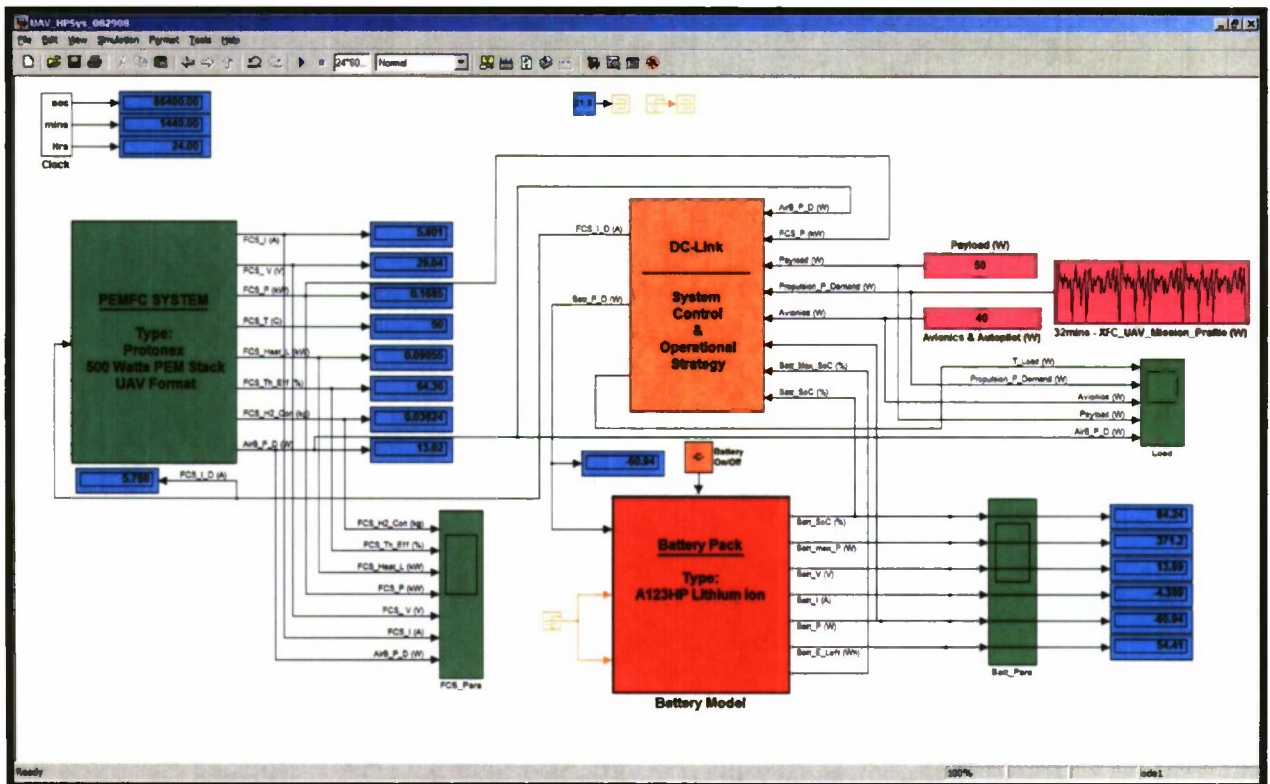 UAV_HPSys_082908
File Edit View Simulation Format Tools Help
24*60...
Normal
sec
mins
Hrs
Clock
86400.00
1440.00
24.00
PEMFC SYSTEM
Type:
Protonex
500 Watts PEM Stack
UAV Format
FCS_I (A)
FCS_V (V)
FCS_P (kW)
FCS_T (C)
FCS_Heat_L (kW)
FCS_Th_Eff (%)
FCS_H2_Con (kg)
AirB_P_D (W)
5.801
29.04
0.1685
50
0.09055
64.36
0.03824
13.02
5.768
FCS_I_D (A)
FCS_H2_Con (kg)
FCS_Th_Eff (%)
FCS_Heat_L (kW)
FCS_P (kW)
FCS_V (V)
FCS_I (A)
AirB_P_D (W)
FCS_Para
FCS_I_D (A)
Batt_P_D (W)
DC-Link
System
Control
&
Operational
Strategy
AirB_P_D (W)
FCS_P (kW)
Payload (W)
Propulsion_P_Demand (W)
Avionics (W)
Batt_Max_SoC (%)
Batt_SoC (%)
Payload (W)
50
40
Avionics & Autopilot (W)
32mins - XFC_UAV_Mission_Profile (W)
T_Load (W)
Propulsion_P_Demand (W)
Avionics (W)
Payload (W)
AirB_P_D (W)
Load
-60.94
-C-
Battery
On/Off
Battery Pack
Type:
A123HP Lithium Ion
Battery Model
Batt_SoC (%)
Batt_max_P (W)
Batt_V (V)
Batt_I (A)
Batt_P (W)
Batt_E_Left (Wh)
Batt_Para
84.24
371.2
13.89
-4.389
-60.94
54.41
Ready
100%
ode1